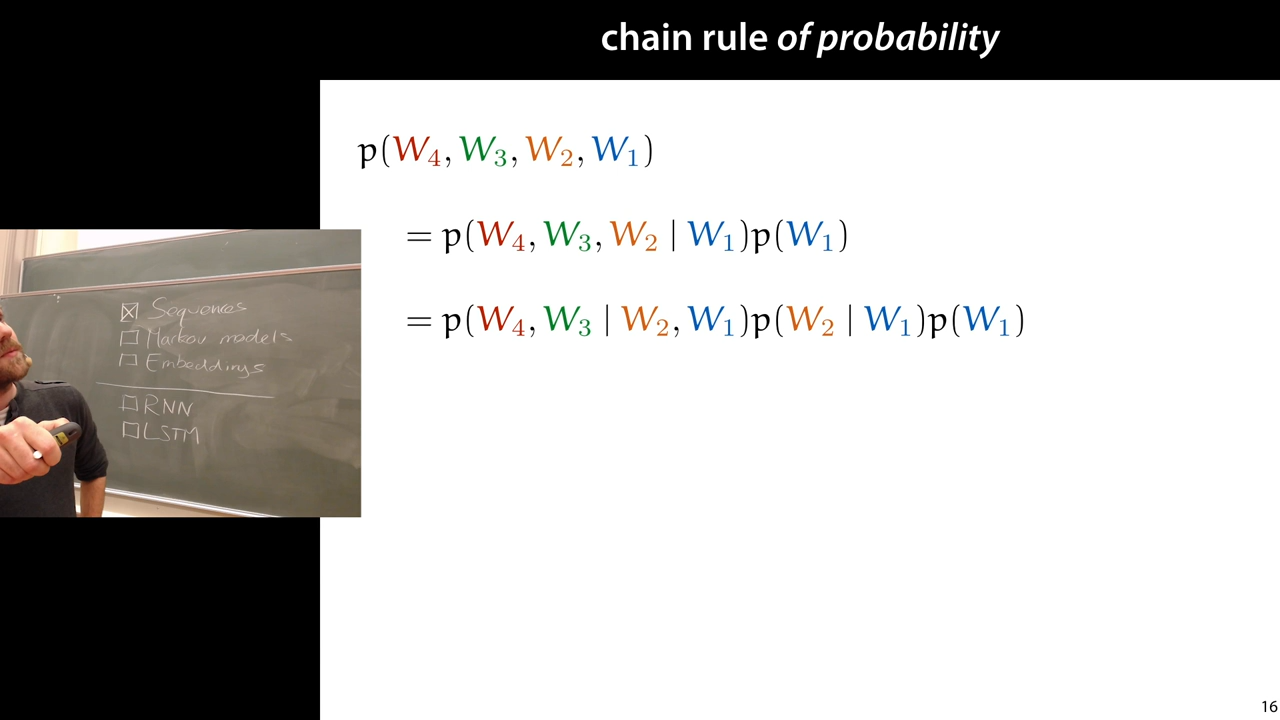 chain rule of probability
p(W₄, W₃, W₂, W₁)
= p(W₄, W₃, W₂ | W₁)p(W₁)
= p(W₄, W₃ | W₂, W₁)p(W₂ | W₁)p(W₁)
☒ Sequences
☐ Markov models
☐ Embeddings
☐ RNN
☐ LSTM
16